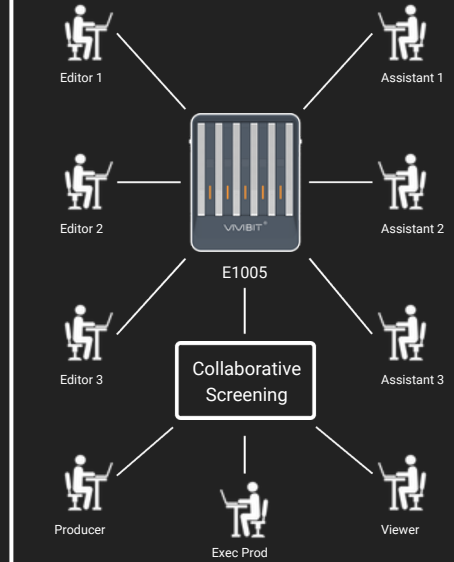 Editor 1
Assistant 1
Editor 2
VIVIBIT®
Assistant 2
E1005
Editor 3
Collaborative
Screening
Assistant 3
Producer
Viewer
Exec Prod